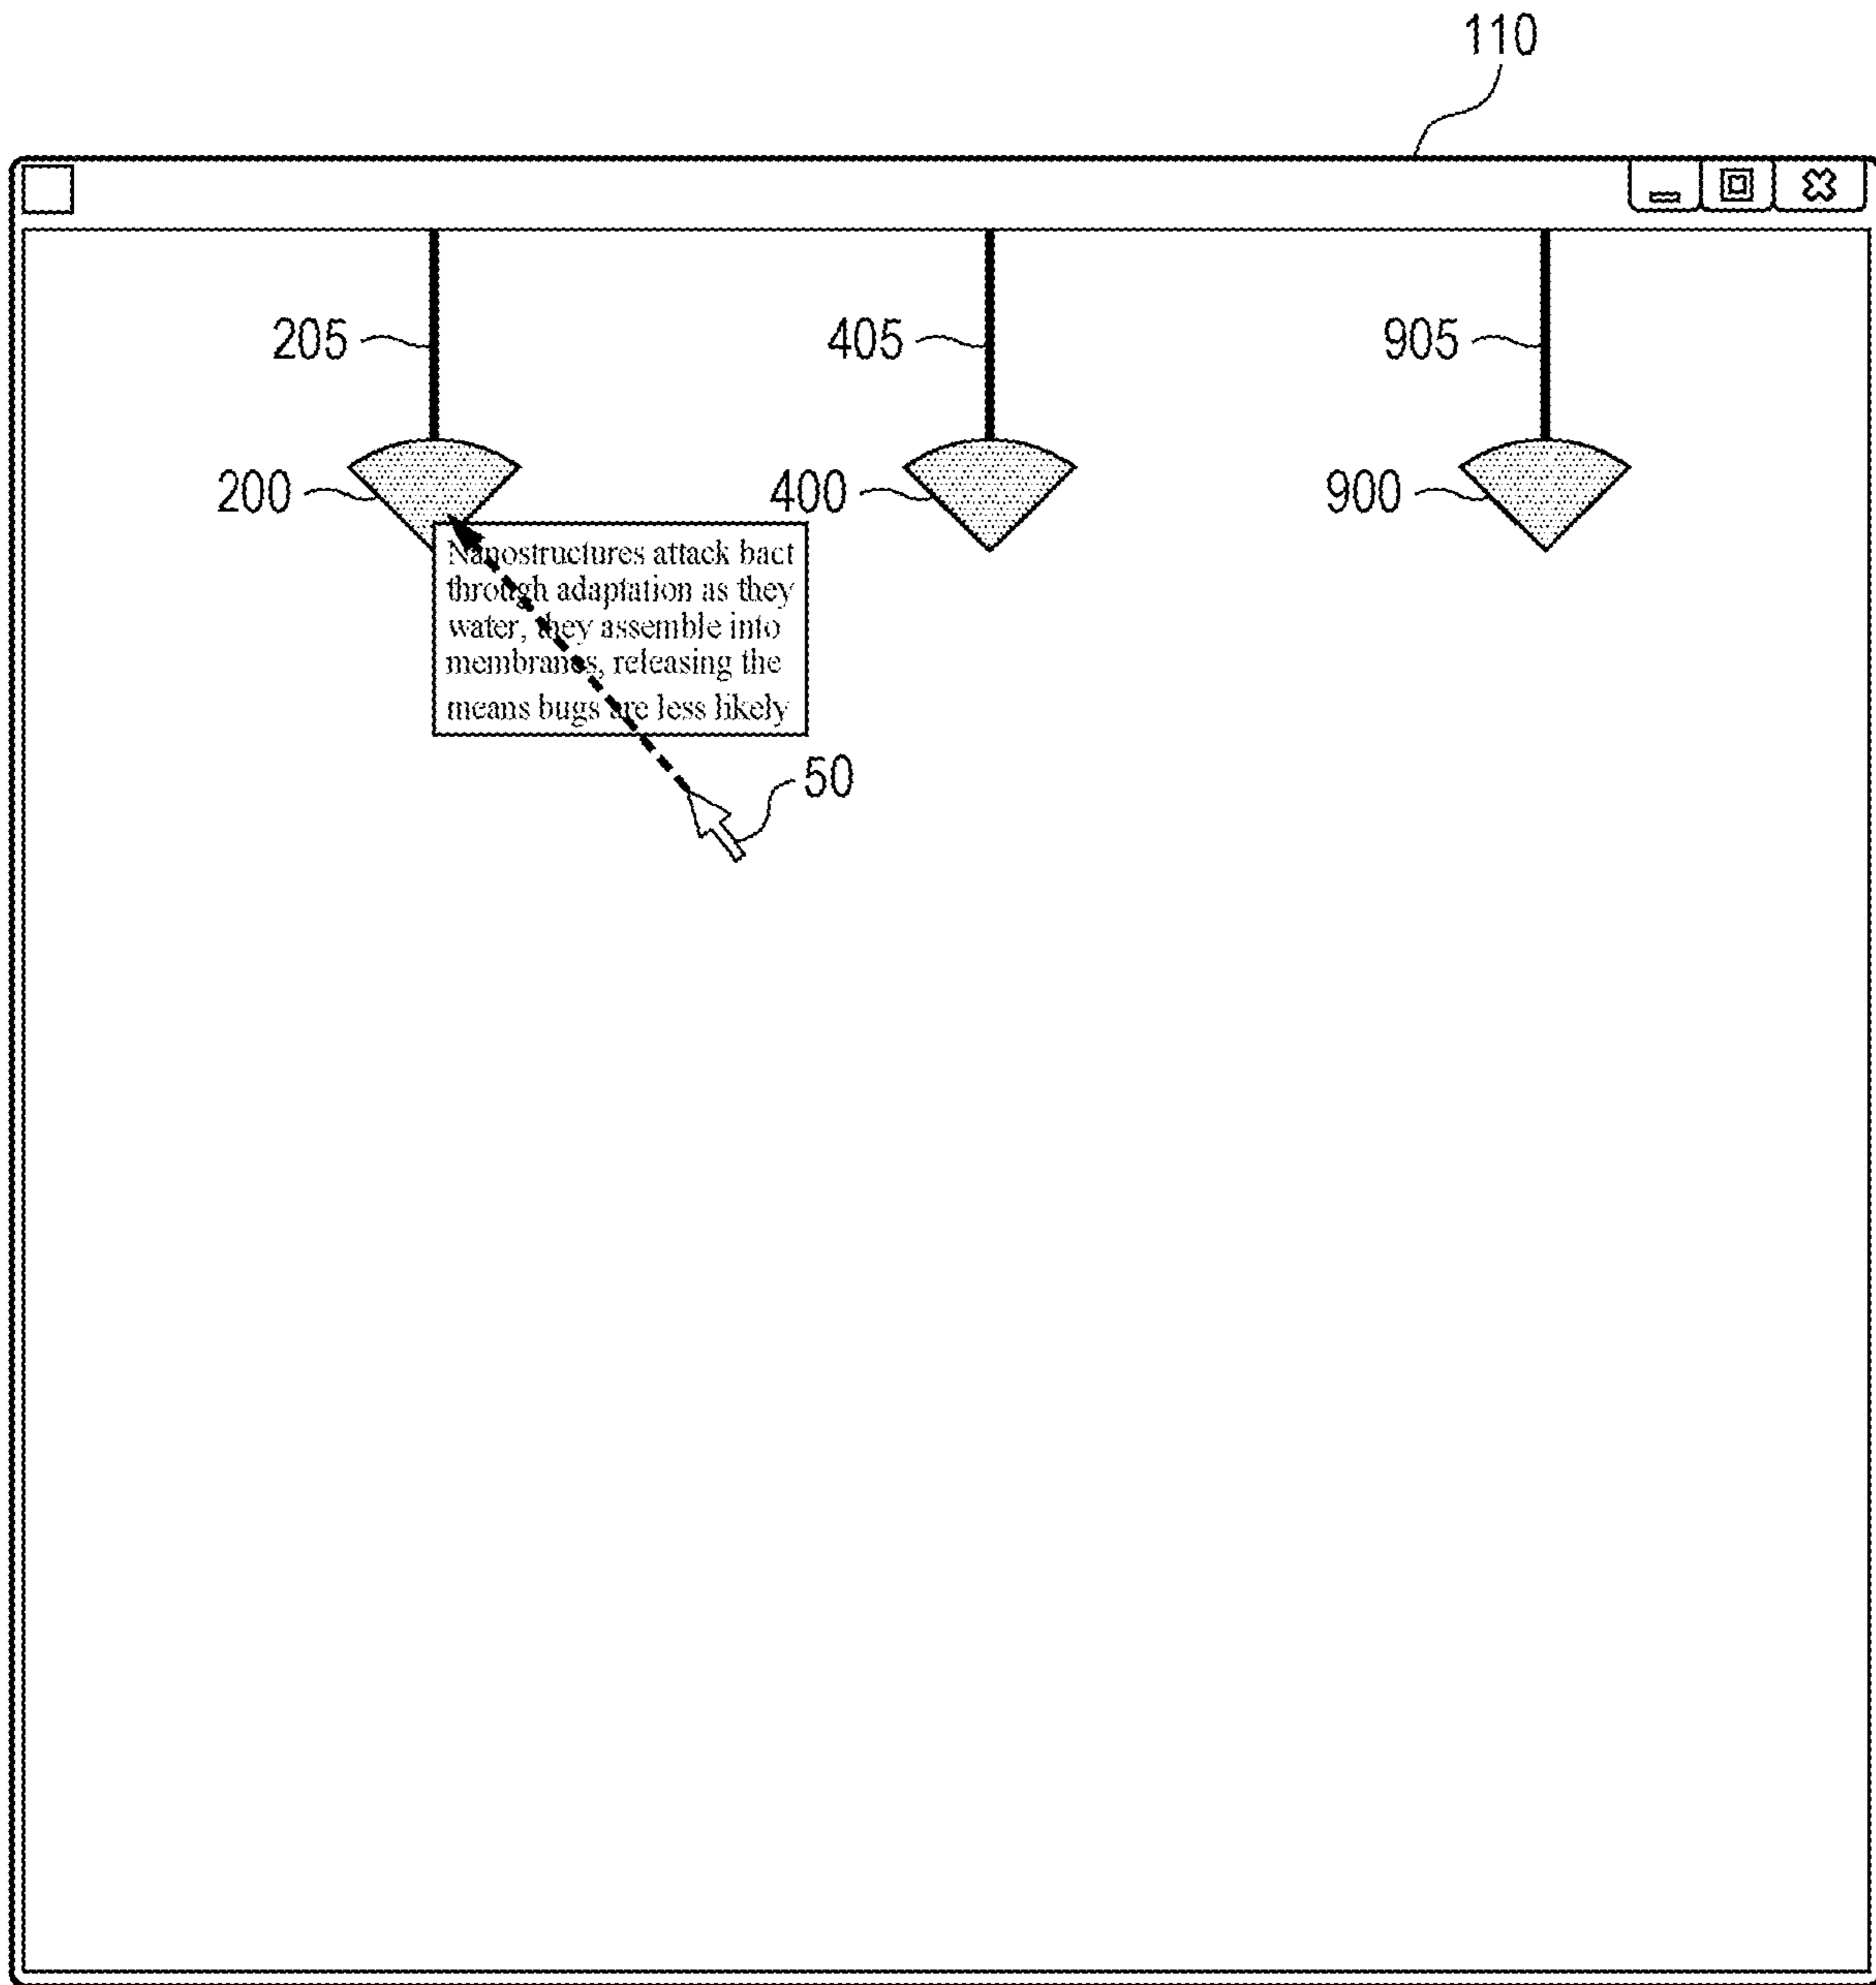 110
205
405
905
200
400
900
Nanostructures attack bact
through adaptation as they
water, they assemble into
membranes, releasing the
means bugs are less likely
50